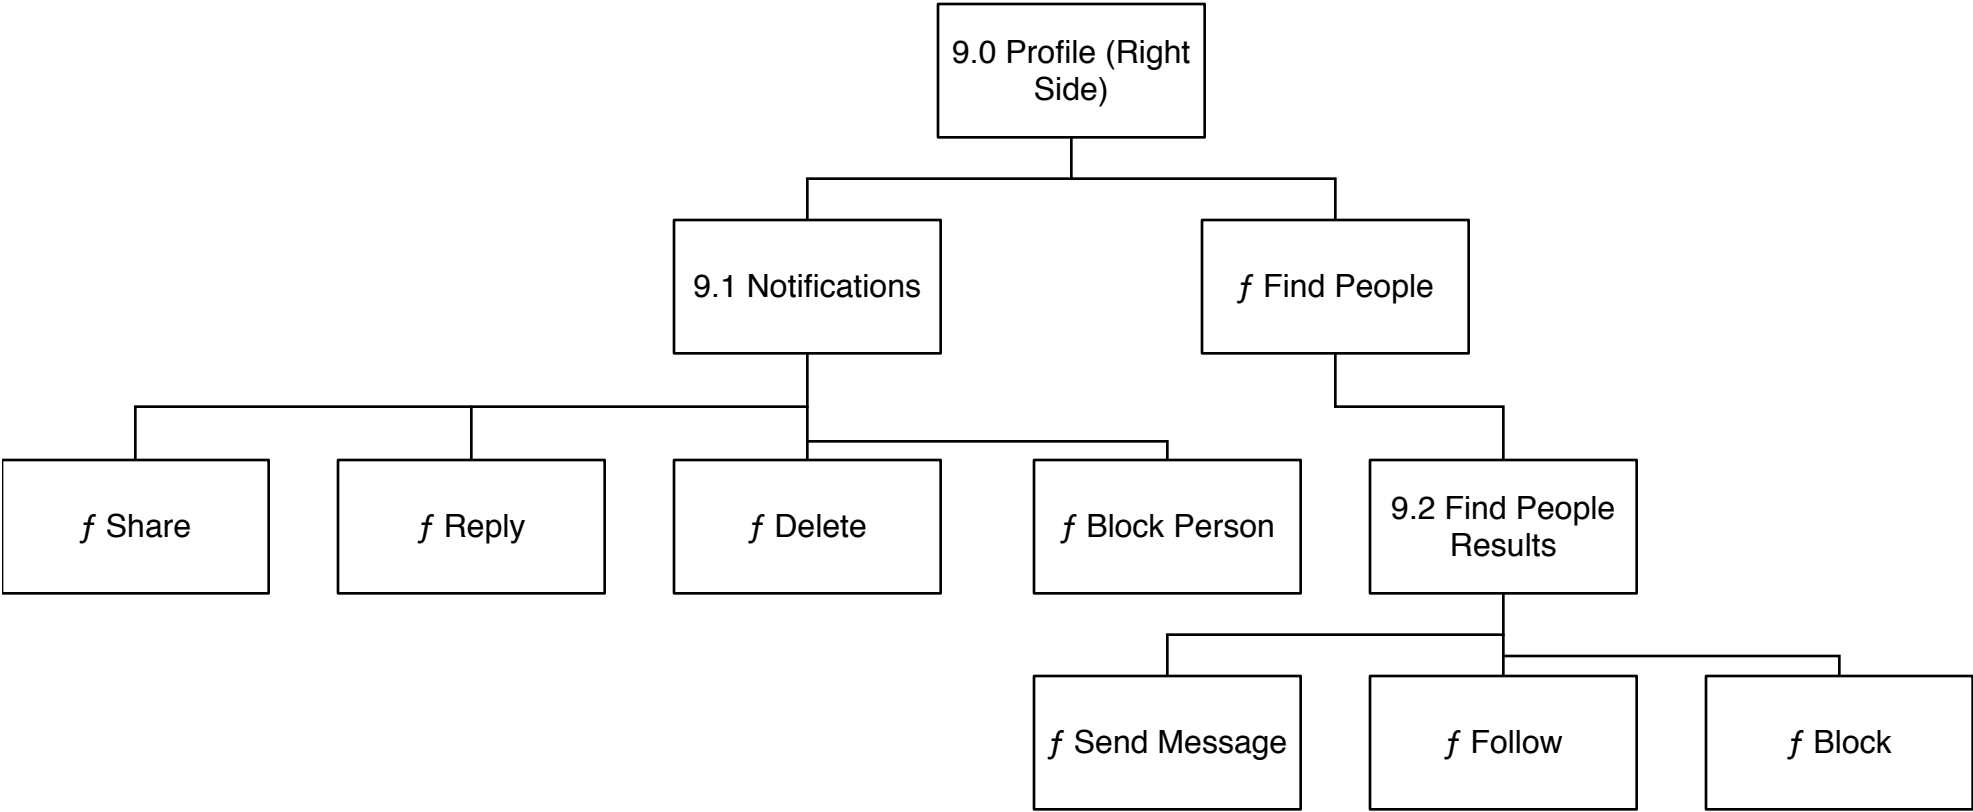 9.0 Profile (Right
Side)
9.1 Notifications
ƒ Find People
ƒ Share
ƒ Reply
ƒ Delete
ƒ Block Person
9.2 Find People
Results
ƒ Send Message
ƒ Follow
ƒ Block